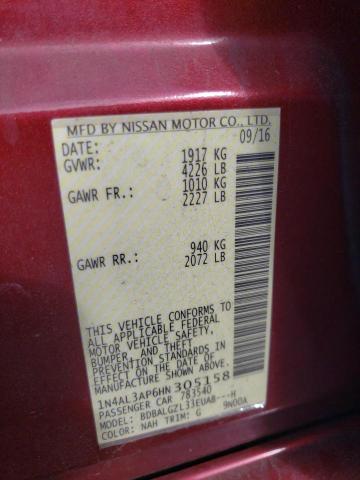 MFD BY NISSAN MOTOR CO., LTD.
DATE: 09/16
GVWR: 1917 KG
4226 LB
GAWR FR.: 1010 KG
2227 LB
940 KG
GAWR RR.: 2072 LB
THIS VEHICLE CONFORMS TO
ALL APPLICABLE FEDERAL
MOTOR VEHICLE SAFETY,
BUMPER, AND THEFT
PREVENTION STANDARDS IN
EFFECT ON THE DATE OF
MANUFACTURE SHOWN ABOVE.
1N4AL3AP6HN305158
PASSENGER CAR 783540
MODEL: BDBALGZL33EUAB---H
COLOR: NAH TRIM: G 9N00A